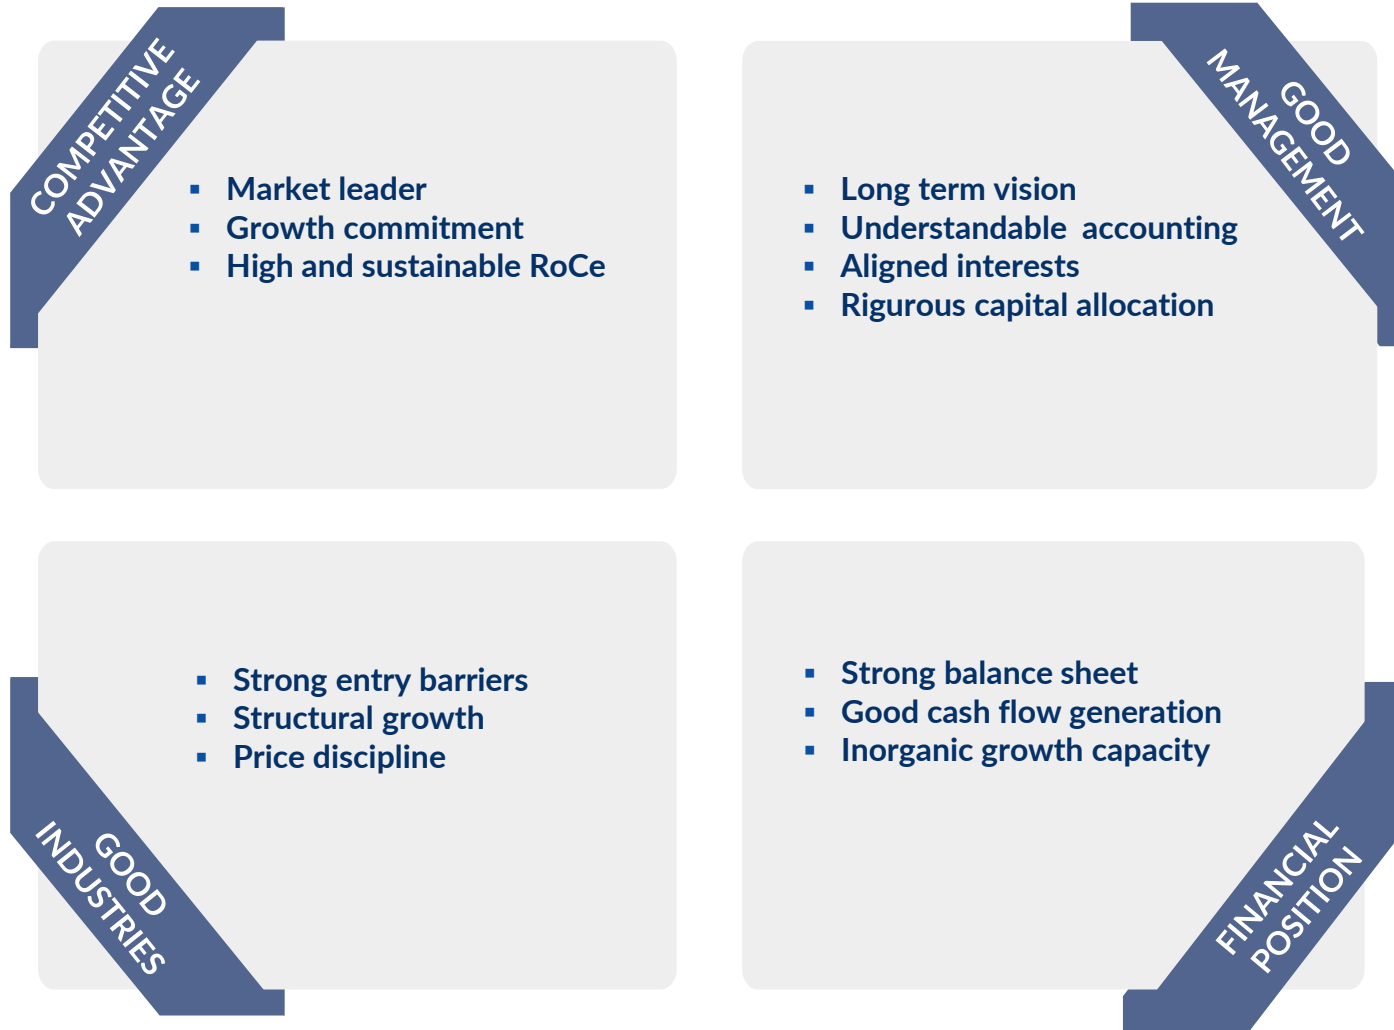 COMPETITIVE
ADVANTAGE
▪ Market leader
▪ Growth commitment
▪ High and sustainable RoCe
GOOD
MANAGEMENT
▪ Long term vision
▪ Understandable  accounting
▪ Aligned interests
▪ Rigurous capital allocation
GOOD
INDUSTRIES
▪ Strong entry barriers
▪ Structural growth
▪ Price discipline
FINANCIAL
POSITION
▪ Strong balance sheet
▪ Good cash flow generation
▪ Inorganic growth capacity